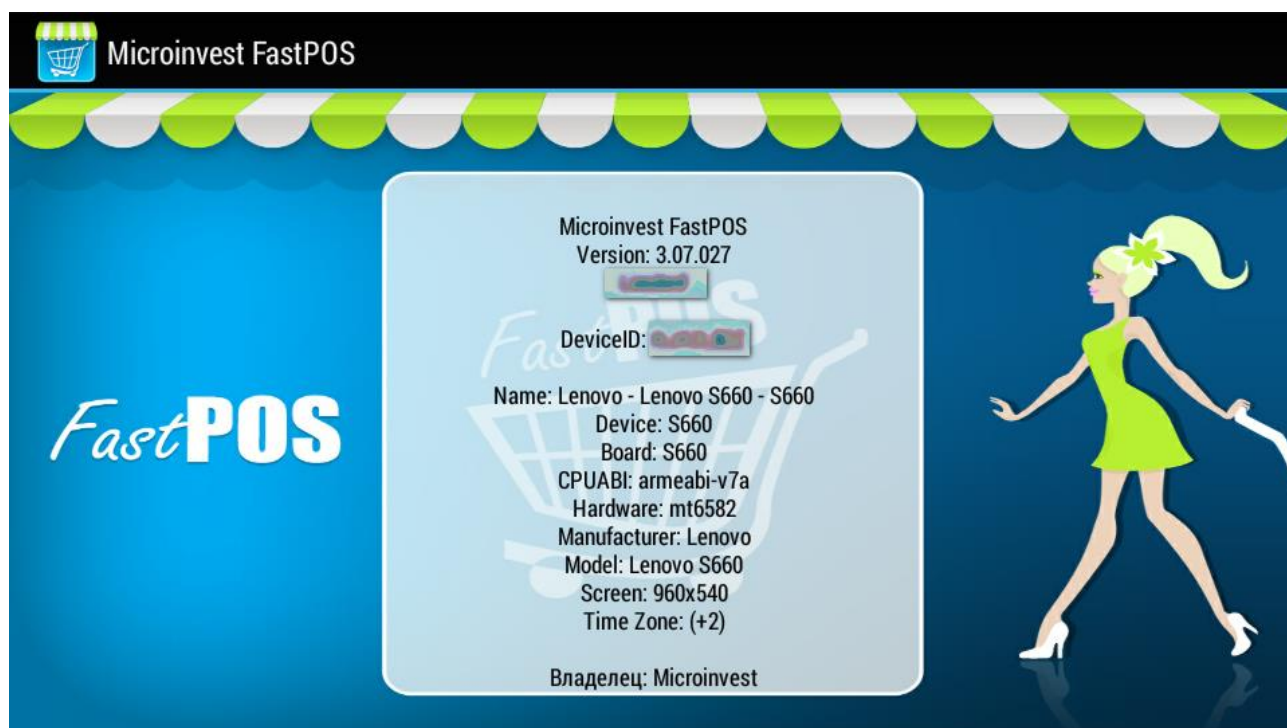 Microinvest FastPOS
Microinvest FastPOS
Version: 3.07.027
DeviceID:
Name: Lenovo - Lenovo S660 - S660
Device: S660
Board: S660
CPUABI: armeabi-v7a
Hardware: mt6582
Manufacturer: Lenovo
Model: Lenovo S660
Screen: 960x540
Time Zone: (+2)
Владелец: Microinvest
FastPOS
FastPOS